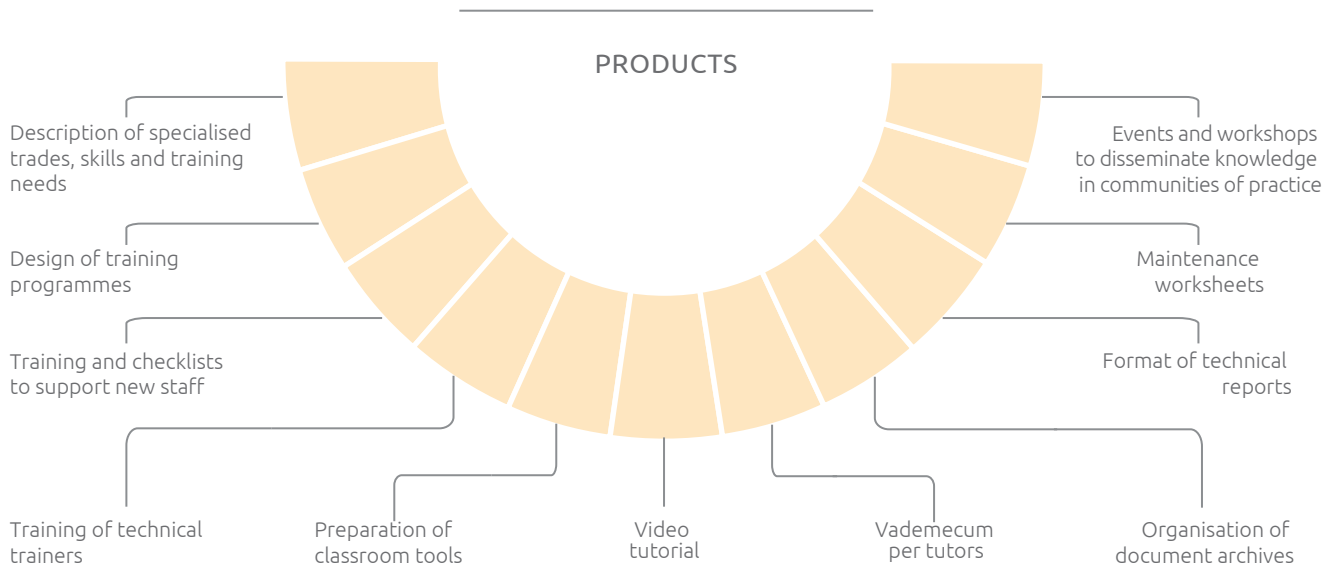 PRODUCTS
Description of specialised
trades, skills and training
needs
Design of training
programmes
Training and checklists
to support new staff
Training of technical
trainers
Preparation of
classroom tools
Video
tutorial
Vademecum
per tutors
Organisation of
document archives
Format of technical
reports
Maintenance
worksheets
Events and workshops
to disseminate knowledge
in communities of practice